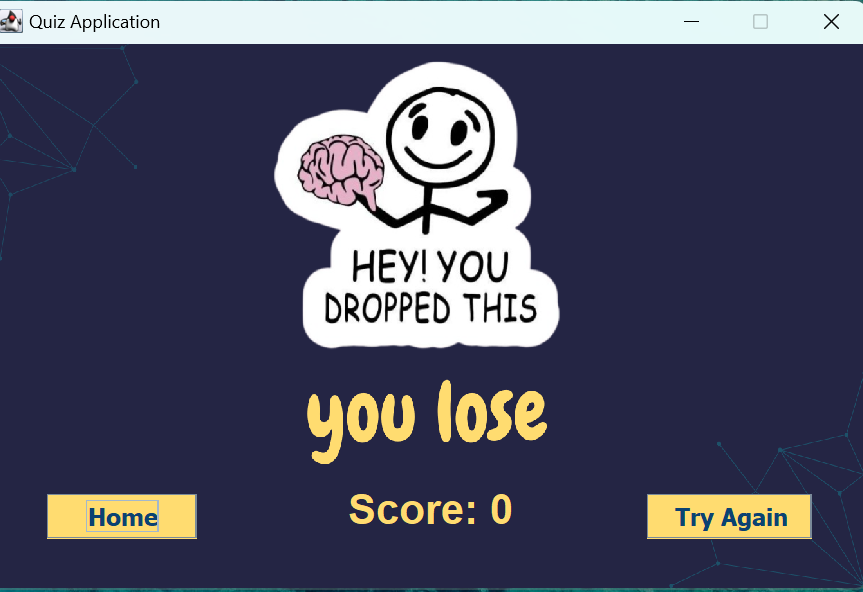 Quiz Application
HEY! YOU
DROPPED THIS
you lose
Home
Score: 0
Try Again